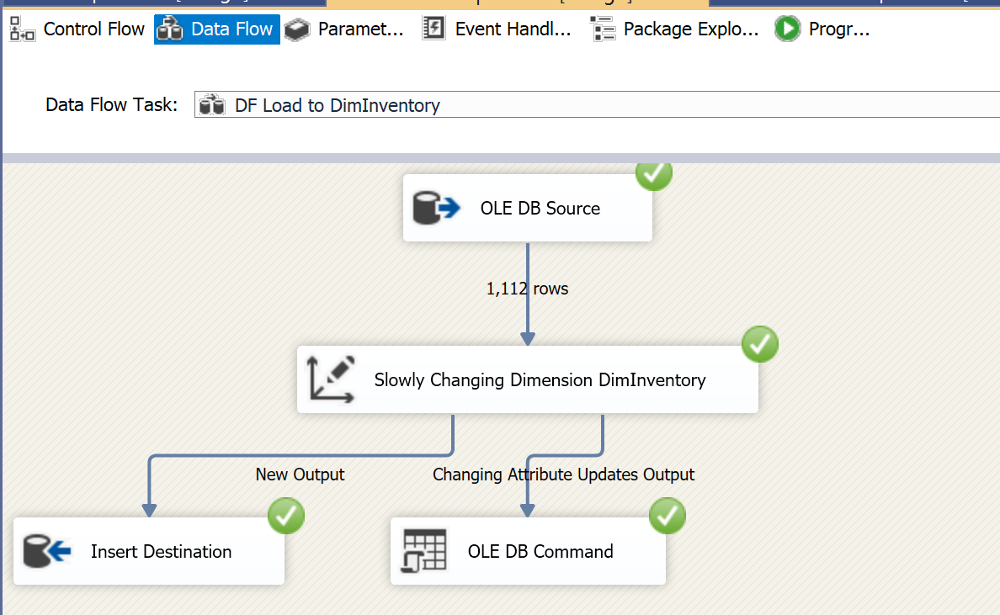 Control Flow Data Flow Paramet... Event Handl... Package Explo... Progr...
Data Flow Task: DF Load to DimInventory
OLE DB Source
1,112 rows
Slowly Changing Dimension DimInventory
New Output Changing Attribute Updates Output
Insert Destination OLE DB Command